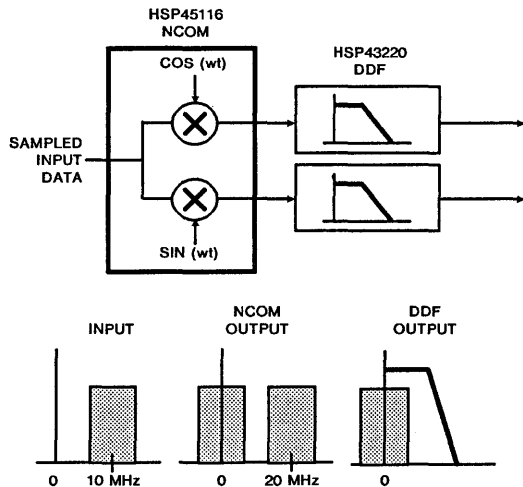 HSP45116
NCOM
COS (wt)
HSP43220
DDF
SAMPLED
INPUT
DATA
SIN (wt)
INPUT
NCOM
OUTPUT
DDF
OUTPUT
0
10 MHz
0
20 MHz
0